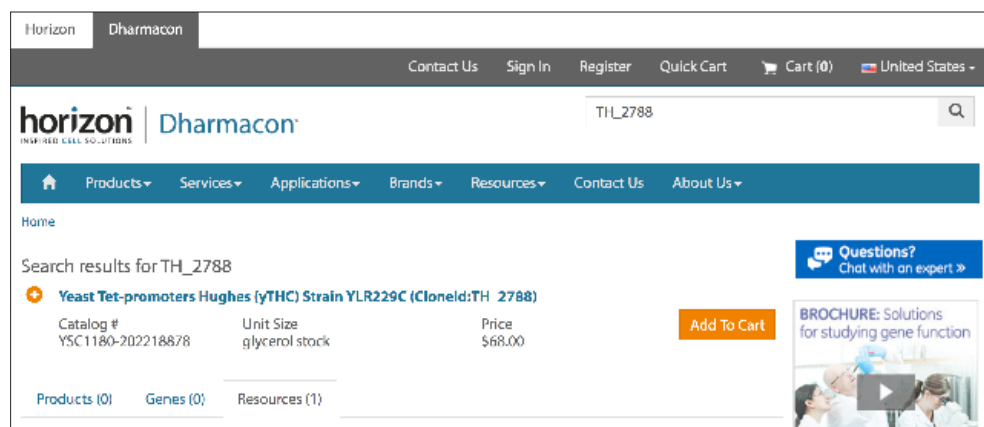 Horizon Dharmacon
Contact Us Sign In Register Quick Cart Cart (0) United States
horizon Dharmacon
INSPIRED CELL SOLUTIONS
TH_2788
Products Services Applications Brands Resources Contact Us About Us
Home
Search results for TH_2788
Yeast Tet-promoters Hughes (yTHC) Strain YLR229C (CloneId:TH_2788)
Catalog # Unit Size Price
YSC1180-202218878 glycerol stock $68.00
Add To Cart
Products (0) Genes (0) Resources (1)
Questions?
Chat with an expert »
BROCHURE: Solutions
for studying gene function